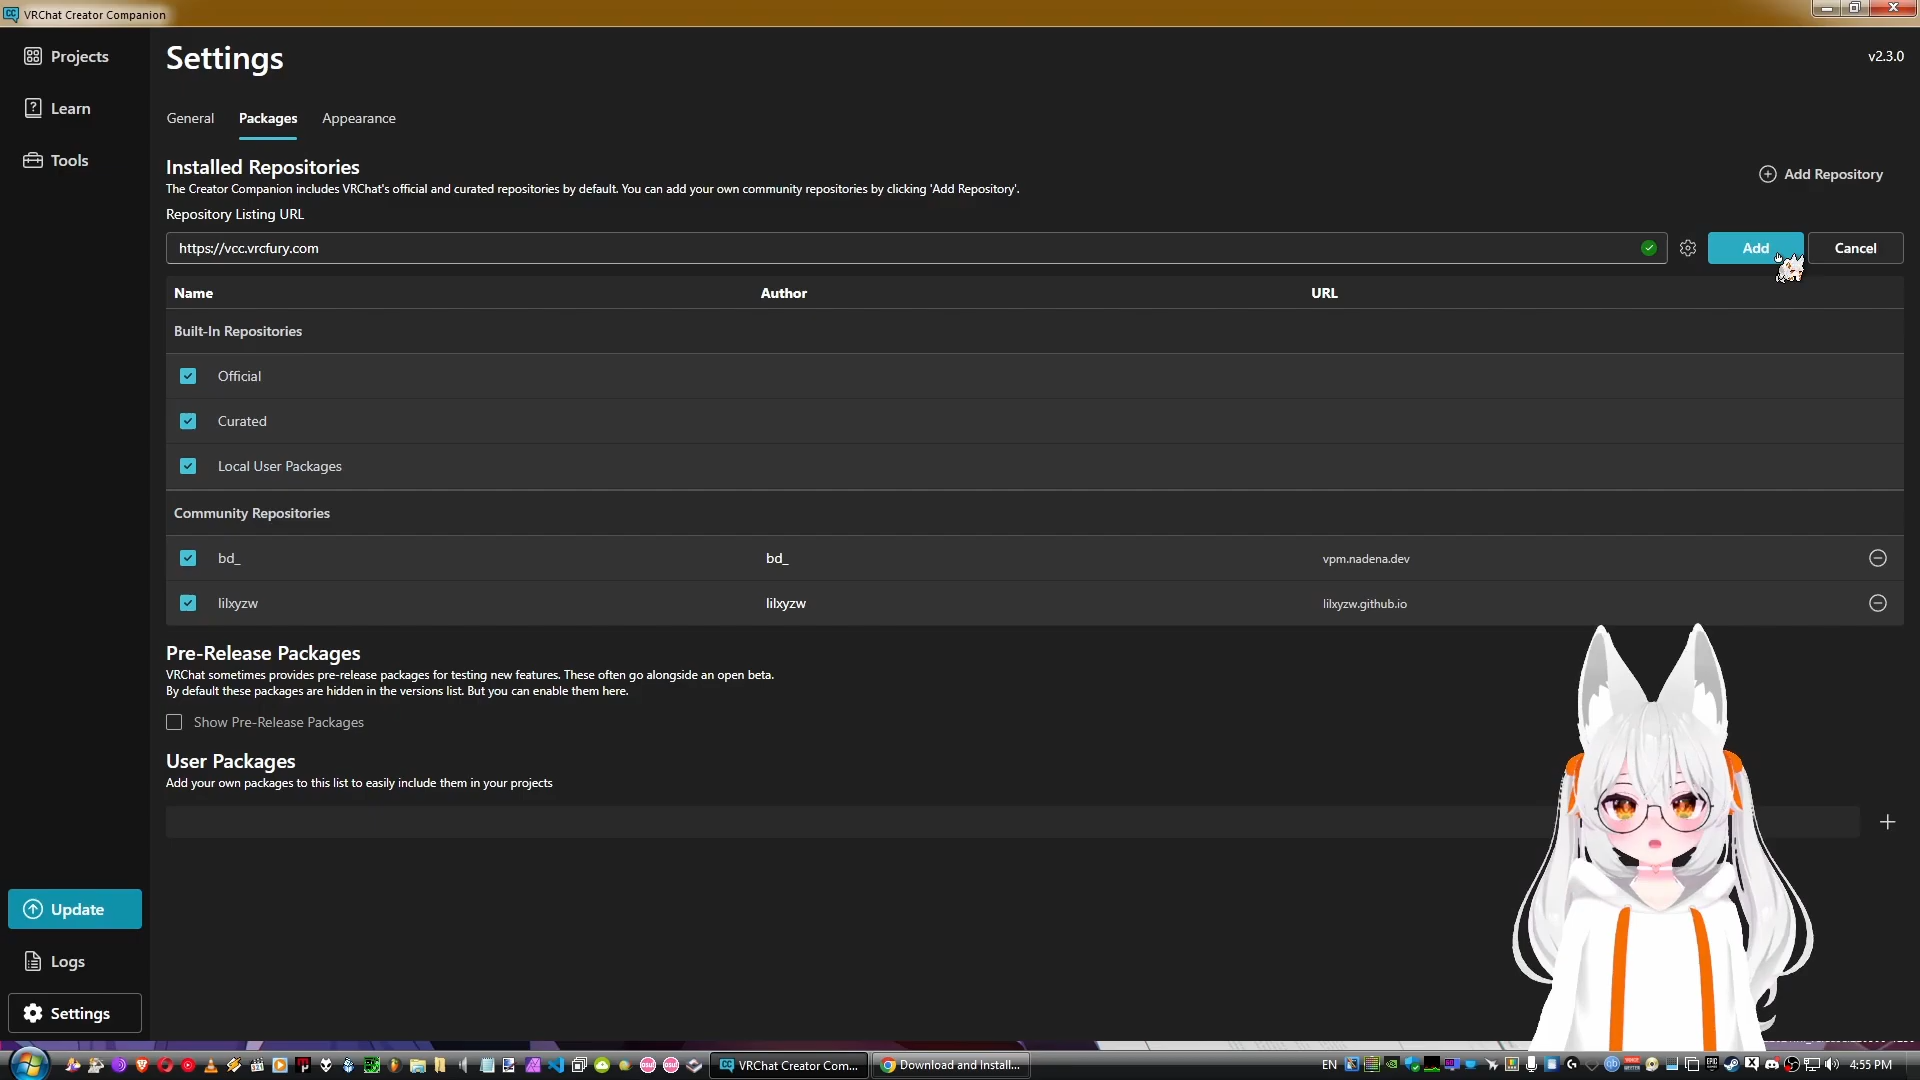 VRChat Creator Companion
Projects
Learn
Tools
Settings
v2.3.0
General
Packages
Appearance
Installed Repositories
The Creator Companion includes VRChat's official and curated repositories by default. You can add your own community repositories by clicking 'Add Repository'.
Add Repository
Repository Listing URL
https://vcc.vrcfury.com
Add
Cancel
Name
Author
URL
Built-In Repositories
Official
Curated
Local User Packages
Community Repositories
bd_
bd_
vpm.nadena.dev
lilxyzw
lilxyzw
lilxyzw.github.io
Pre-Release Packages
VRChat sometimes provides pre-release packages for testing new features. These often go alongside an open beta.
By default these packages are hidden in the versions list. But you can enable them here.
Show Pre-Release Packages
User Packages
Add your own packages to this list to easily include them in your projects
Update
Logs
Settings
VRChat Creator Com...
Download and Install...
EN
4:55 PM